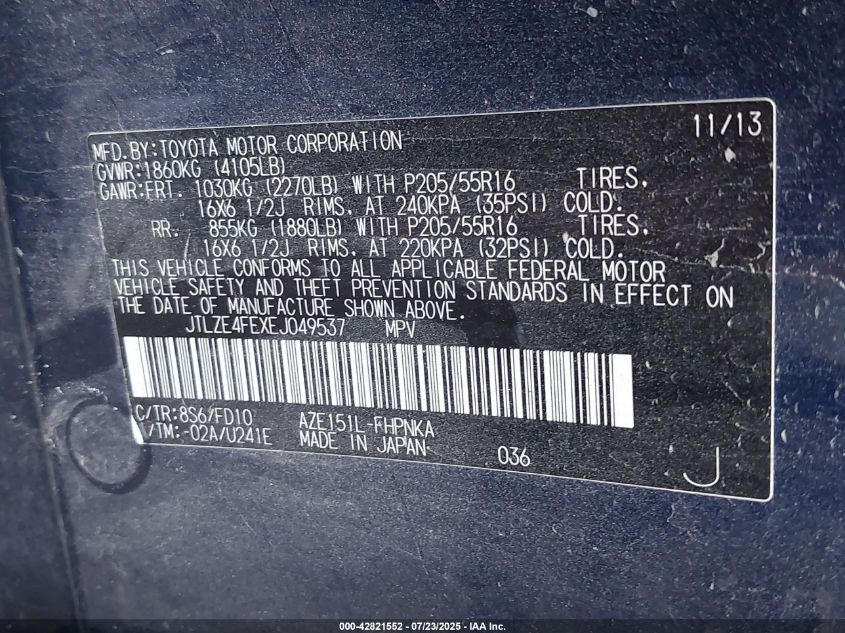 11/13
MFD.BY:TOYOTA MOTOR CORPORATION
GVWR:1860KG (4105LB)
GAWR:FRT. 1030KG (2270LB) WITH P205/55R16 TIRES,
16X6 1/2J RIMS, AT 240KPA (35PSI) COLD.
RR. 855KG (1880LB) WITH P205/55R16 TIRES,
16X6 1/2J RIMS, AT 220KPA (32PSI) COLD.
THIS VEHICLE CONFORMS TO ALL APPLICABLE FEDERAL MOTOR
VEHICLE SAFETY AND THEFT PREVENTION STANDARDS IN EFFECT ON
THE DATE OF MANUFACTURE SHOWN ABOVE.
JTLZE4FEXEJ049537 MPV
C/TR:8S6/FD10 AZE151L-FHPNKA
/TM:-02A/U241E MADE IN JAPAN 036 J
000-42821552 / 07/23/2025 - IAA Inc.